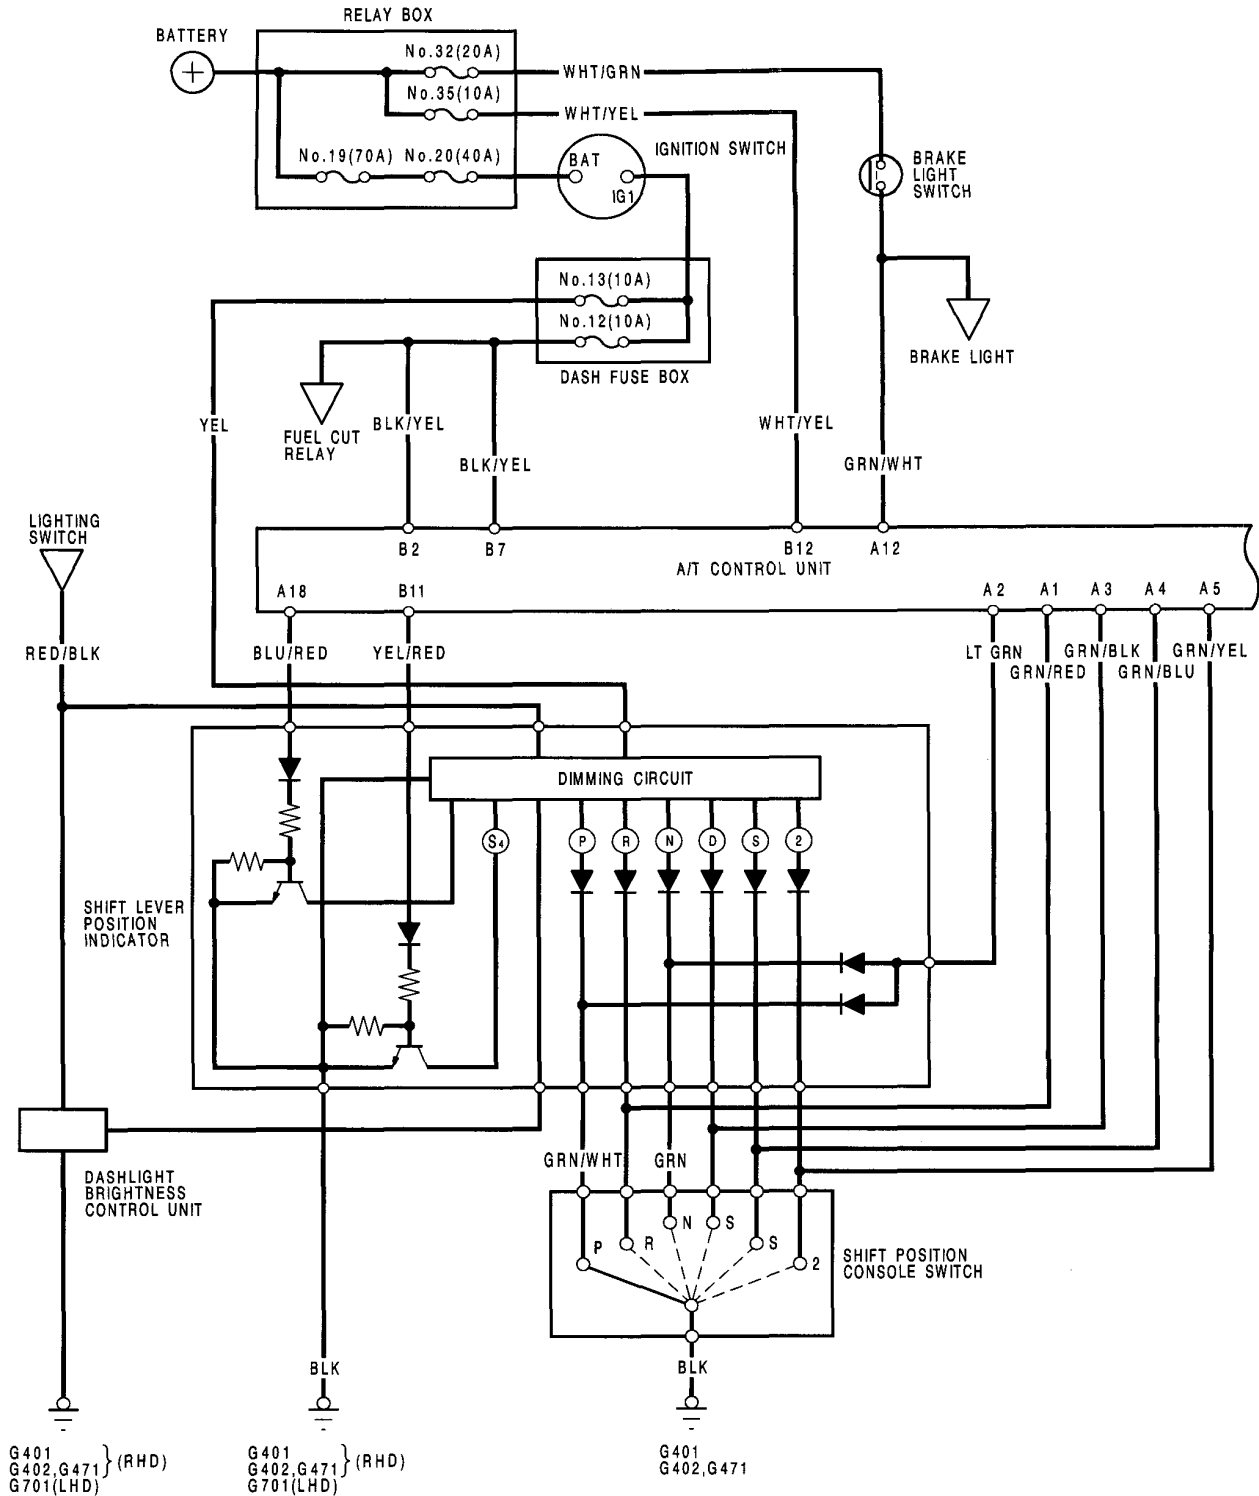 RELAY BOX
BATTERY
No.32(20A)
WHT/GRN
No.35(10A)
WHT/YEL
No.19(70A) No.20(40A)
BAT
IG1
IGNITION SWITCH
BRAKE
LIGHT
SWITCH
No.13(10A)
No.12(10A)
DASH FUSE BOX
BRAKE LIGHT
YEL
FUEL CUT
RELAY
BLK/YEL
BLK/YEL
WHT/YEL
GRN/WHT
LIGHTING
SWITCH
B2
B7
B12
A12
A/T CONTROL UNIT
A18
B11
A2
A1
A3
A4
A5
RED/BLK
BLU/RED
YEL/RED
LT GRN
GRN/RED
GRN/BLK
GRN/BLU
GRN/YEL
DIMMING CIRCUIT
S4
P
R
N
D
S
2
SHIFT LEVER
POSITION
INDICATOR
DASHLIGHT
BRIGHTNESS
CONTROL UNIT
GRN/WHT
GRN
P
R
N
S
S
2
SHIFT POSITION
CONSOLE SWITCH
BLK
BLK
G401
G402,G471 } (RHD)
G701(LHD)
G401
G402,G471 } (RHD)
G701(LHD)
G401
G402,G471